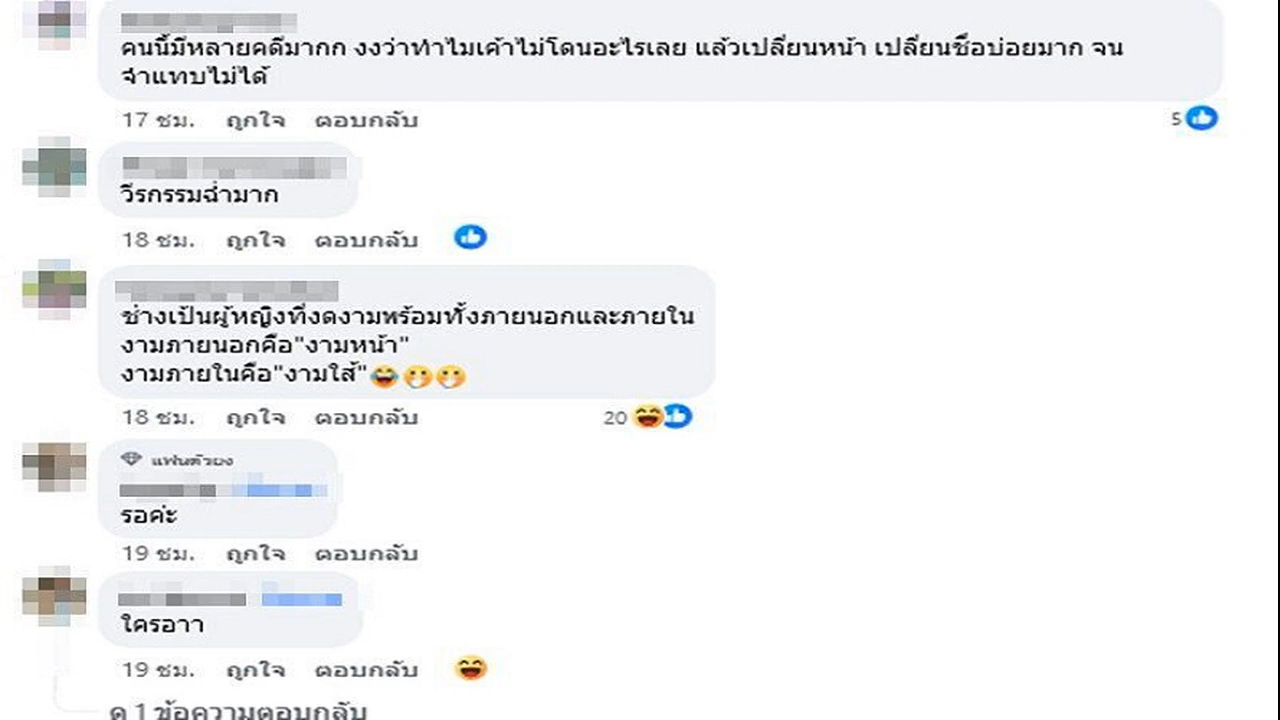 คนนี้มีหลายคดีมากก งงว่าทำไมเค้าไม่โดนอะไรเลย แล้วเปลี่ยนหน้า เปลี่ยนชื่อบ่อยมาก จน
จำแทบไม่ได้
17 ชม. ถูกใจ ตอบกลับ 5
วีรกรรมฉ่ำมาก
18 ชม. ถูกใจ ตอบกลับ
ช่างเป็นผู้หญิงที่งดงามพร้อมทั้งภายนอกและภายใน
งามภายนอกคือ"งามหน้า"
งามภายในคือ"งามใส้"😂🤭🤭
18 ชม. ถูกใจ ตอบกลับ 20
แฟนตัวยง
รอค่ะ
19 ชม. ถูกใจ ตอบกลับ
ใครอาา
19 ชม. ถูกใจ ตอบกลับ
ดู 1 ข้อความตอบกลับ